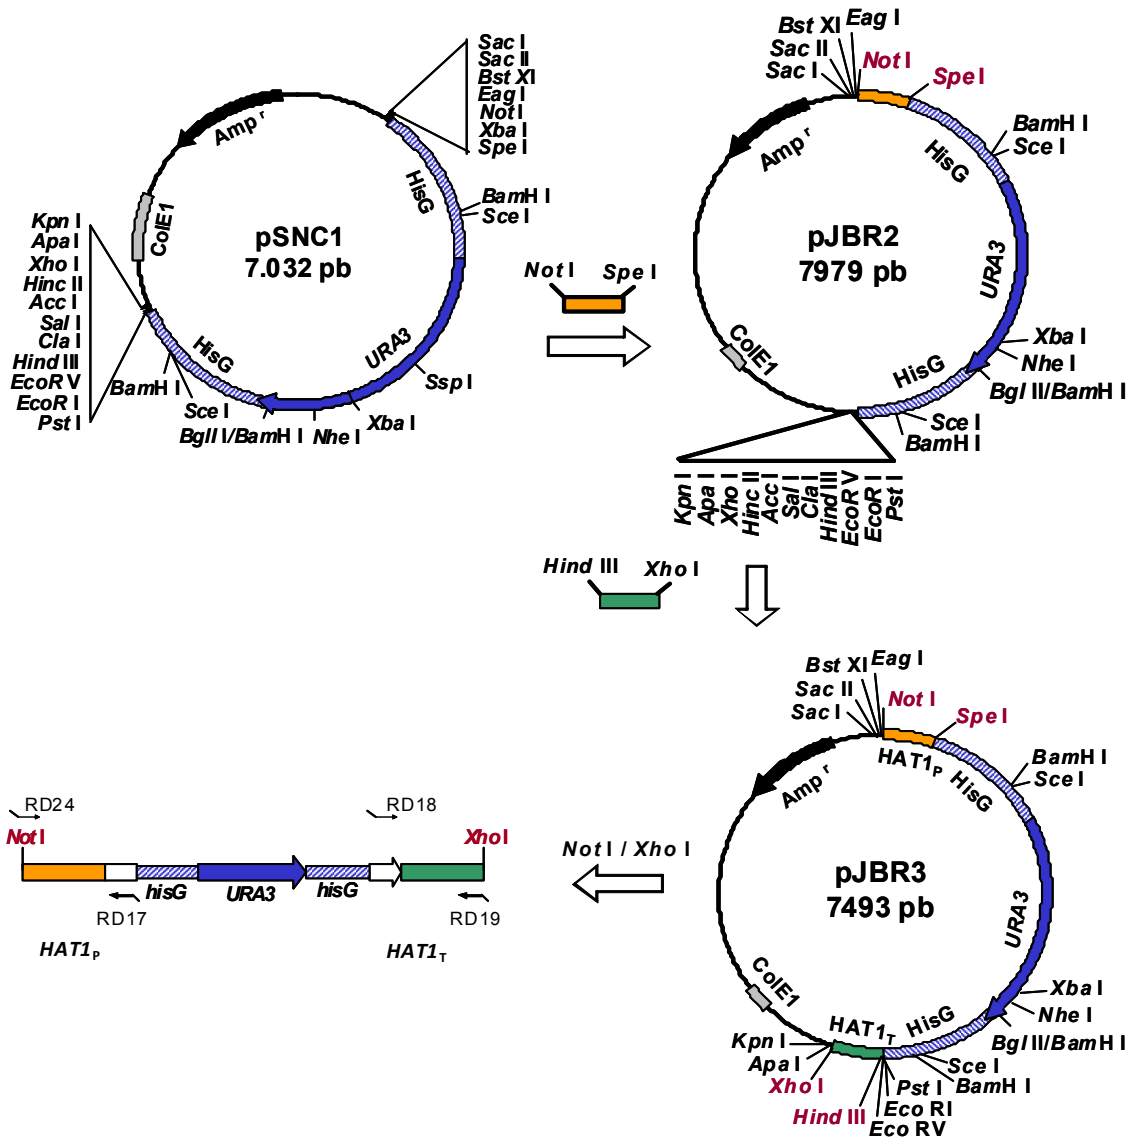 Sac I
Sac II
Bst XI
Eag I
Not I
Xba I
Spe I
Amp r
HisG
BamH I
Sce I
ColE1
pSNC1
7.032 pb
Kpn I
Apa I
Xho I
Hinc II
Acc I
Sal I
Cla I
Hind III
EcoR V
EcoR I
Pst I
HisG
URA3
Ssp I
BamH I
Sce I
Bgll I/BamH I
Nhe I
Xba I
Not I
Spe I
Bst XI
Eag I
Sac II
Sac I
Not I
Spe I
BamH I
Sce I
Amp r
HisG
pJBR2
7979 pb
URA3
ColE1
HisG
Xba I
Nhe I
Bgl II/BamH I
Sce I
BamH I
Kpn I
Apa I
Xho I
Hinc II
Acc I
Sal I
Cla I
Hind III
EcoR V
EcoR I
Pst I
Hind III
Xho I
Bst XI
Eag I
Sac II
Sac I
Not I
Spe I
HAT1P
HisG
BamH I
Sce I
Amp r
pJBR3
7493 pb
URA3
ColE1
HAT1T
HisG
Xba I
Nhe I
Bgl II/BamH I
Sce I
BamH I
Kpn I
Apa I
Xho I
Hind III
Pst I
Eco RI
Eco RV
Not I / Xho I
RD24
RD18
Not I
Xho I
hisG
URA3
hisG
RD17
RD19
HAT1P
HAT1T